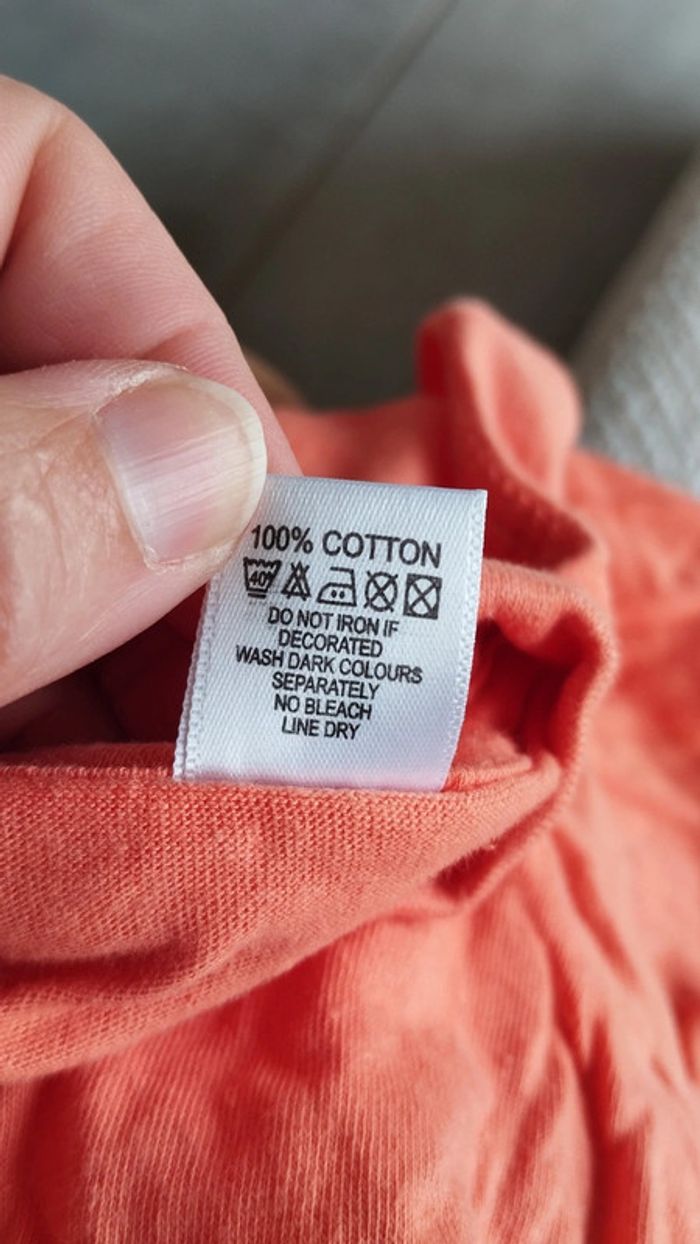 100% COTTON
40°
DO NOT IRON IF
DECORATED
WASH DARK COLOURS
SEPARATELY
NO BLEACH
LINE DRY